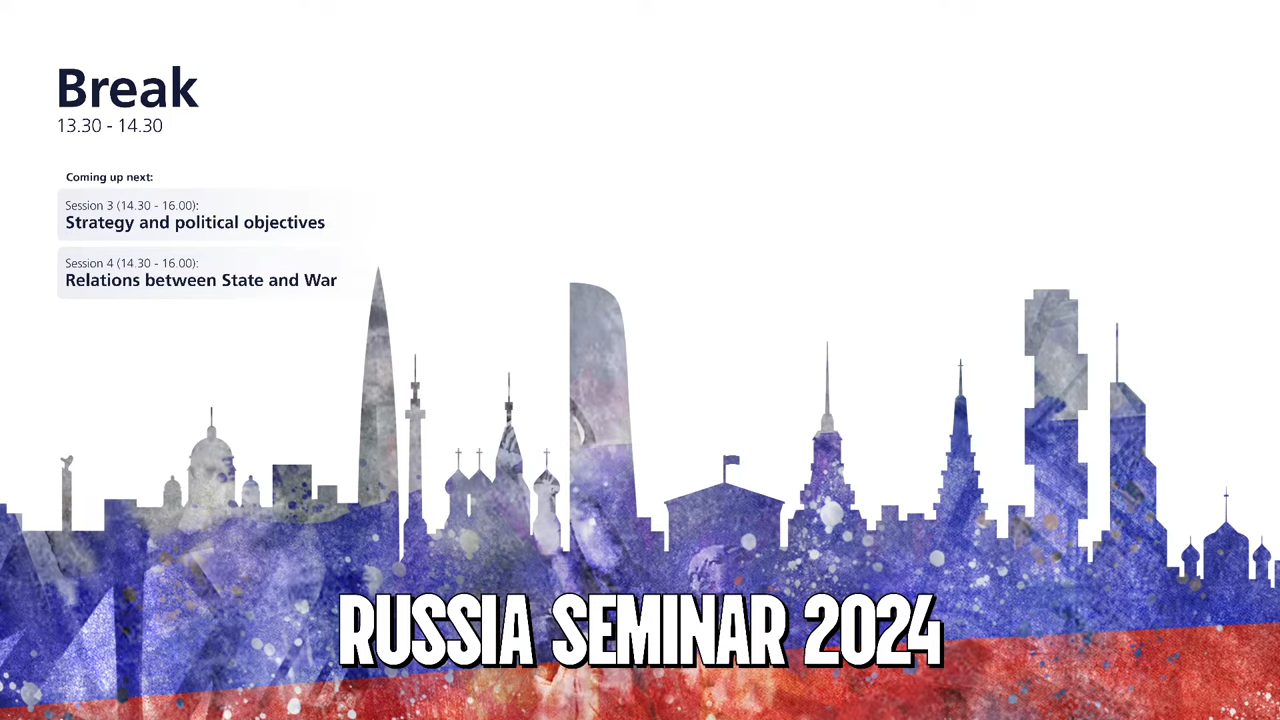 Break
13.30 - 14.30
Coming up next:
Session 3 (14.30 - 16.00):
Strategy and political objectives
Session 4 (14.30 - 16.00):
Relations between State and War
RUSSIA SEMINAR 2024